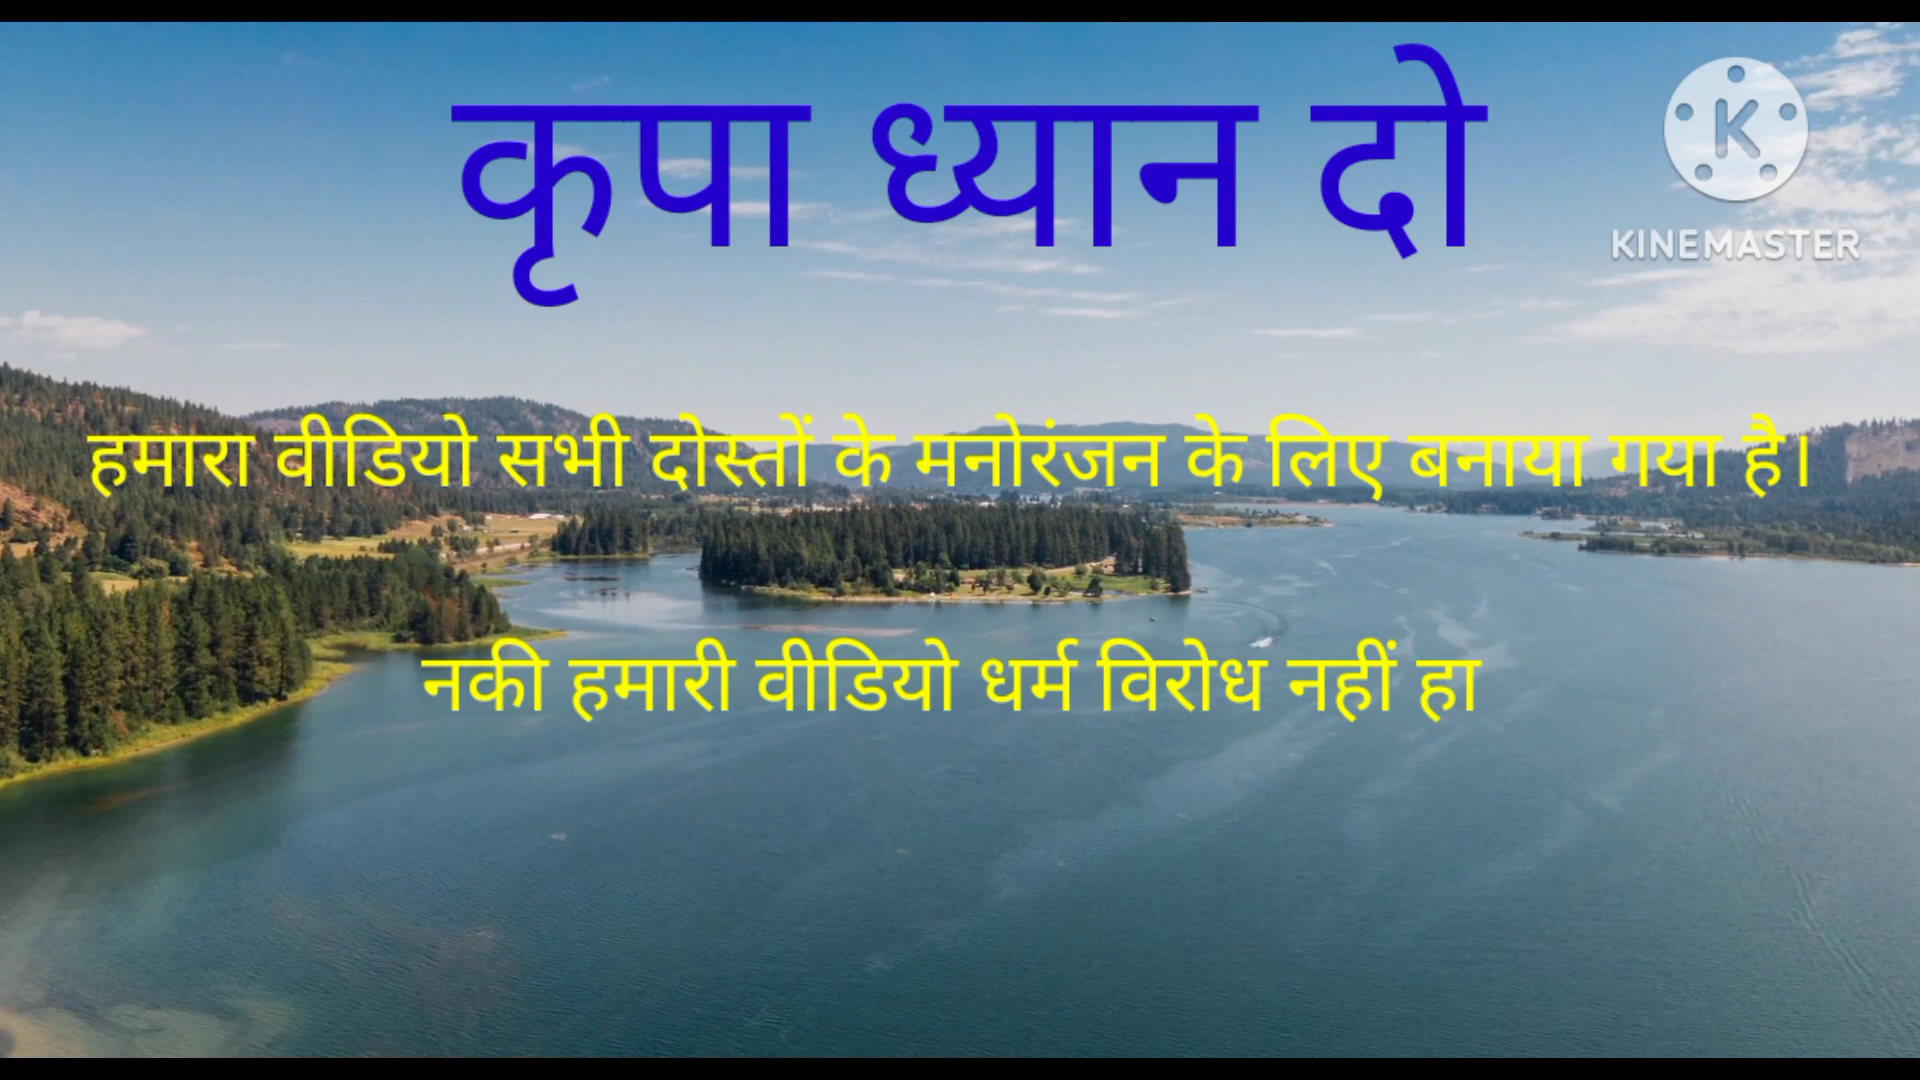 कृपा ध्यान दो
KINEMASTER
हमारा वीडियो सभी दोस्तों के मनोरंजन के लिए बनाया गया है।
नकी हमारी वीडियो धर्म विरोध नहीं हा